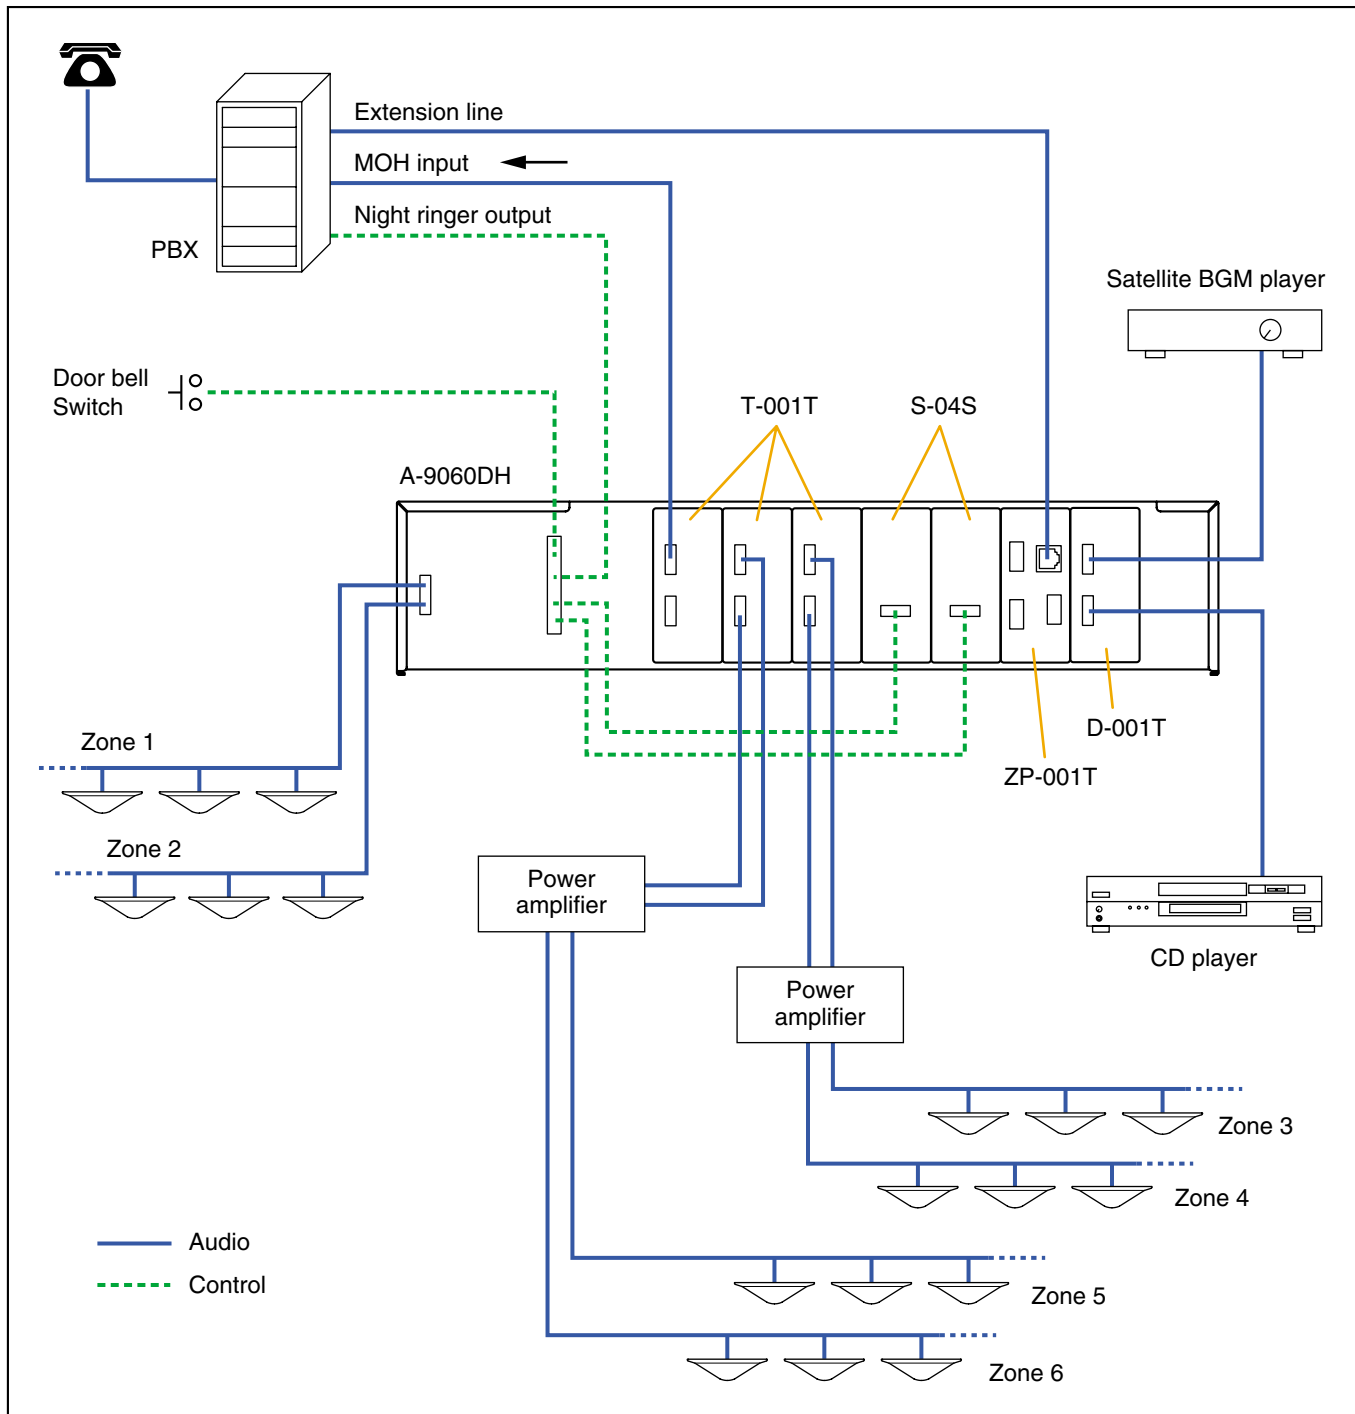 Extension line
MOH input
Night ringer output
PBX
Satellite BGM player
Door bell
Switch
T-001T
S-04S
A-9060DH
D-001T
ZP-001T
Zone 1
Zone 2
Power
amplifier
CD player
Power
amplifier
Zone 3
Zone 4
Audio
Control
Zone 5
Zone 6